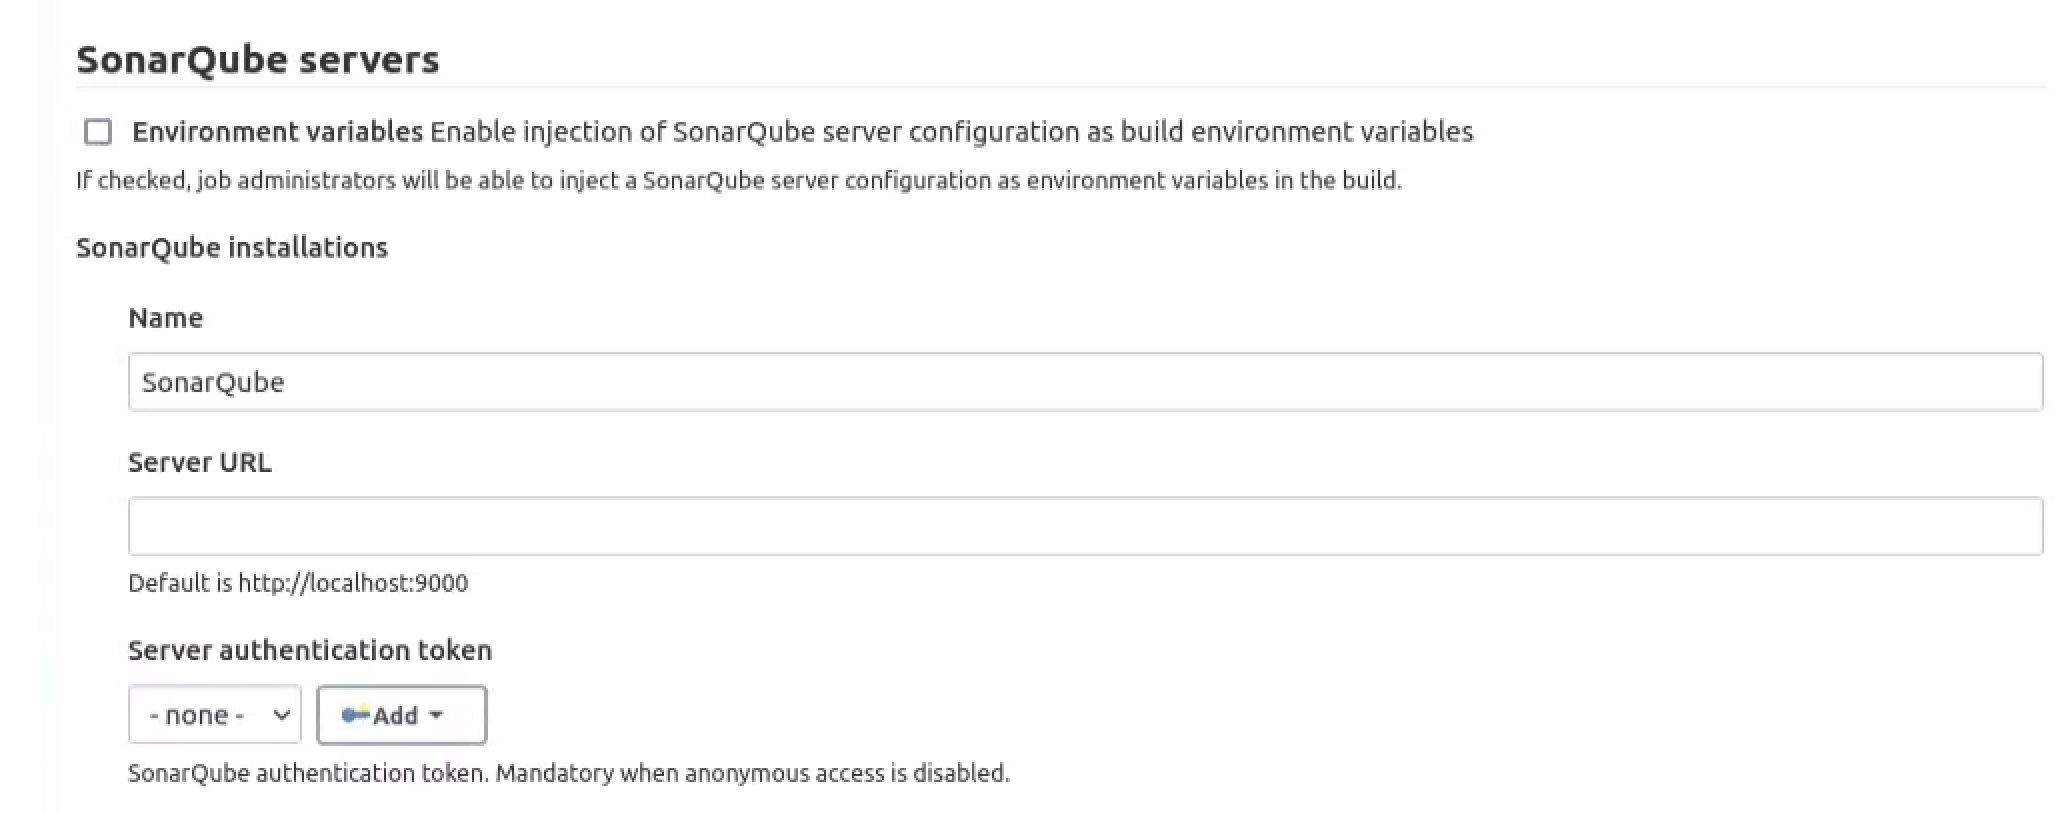 SonarQube servers
Environment variables Enable injection of SonarQube server configuration as build environment variables
If checked, job administrators will be able to inject a SonarQube server configuration as environment variables in the build.
SonarQube installations
Name
SonarQube
Server URL
Default is http://localhost:9000
Server authentication token
- none - Add
SonarQube authentication token. Mandatory when anonymous access is disabled.